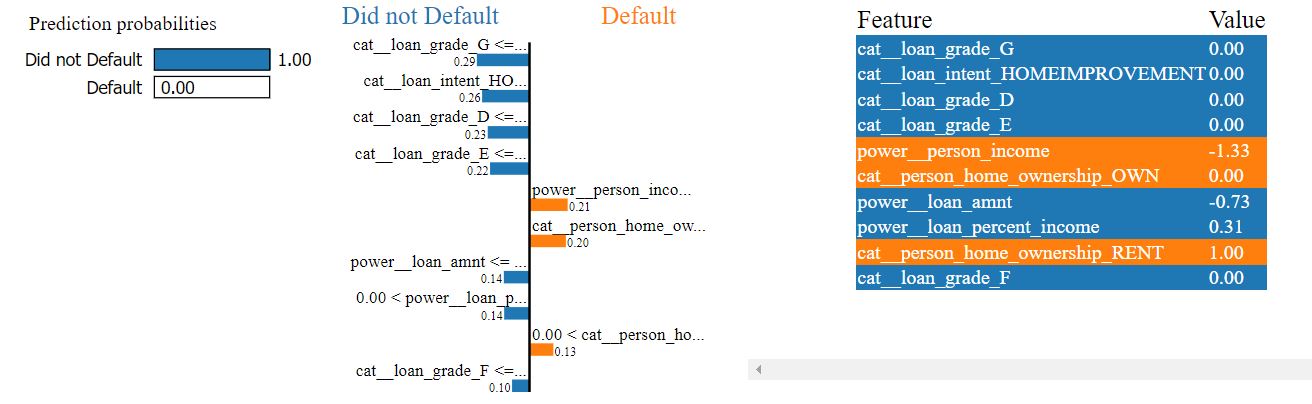 Prediction probabilities
Did not Default 1.00
Default 0.00
Did not Default Default
cat__loan_grade_G <=...
0.29
cat__loan_intent_HO...
0.26
cat__loan_grade_D <=...
0.23
cat__loan_grade_E <=...
0.22
power__person_inco...
0.21
cat__person_home_ow...
0.20
power__loan_amnt <= ...
0.14
0.00 < power__loan_p...
0.14
0.00 < cat__person_ho...
0.13
cat__loan_grade_F <=...
0.10
Feature Value
cat__loan_grade_G 0.00
cat__loan_intent_HOMEIMPROVEMENT 0.00
cat__loan_grade_D 0.00
cat__loan_grade_E 0.00
power__person_income -1.33
cat__person_home_ownership_OWN 0.00
power__loan_amnt -0.73
power__loan_percent_income 0.31
cat__person_home_ownership_RENT 1.00
cat__loan_grade_F 0.00